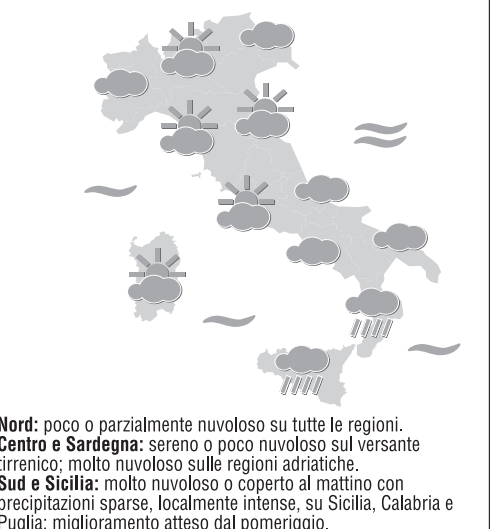 Nord: poco o parzialmente nuvoloso su tutte le regioni.
Centro e Sardegna: sereno o poco nuvoloso sul versante
tirrenico; molto nuvoloso sulle regioni adriatiche.
Sud e Sicilia: molto nuvoloso o coperto al mattino con
precipitazioni sparse, localmente intense, su Sicilia, Calabria e
Puglia; miglioramento atteso dal pomeriggio.